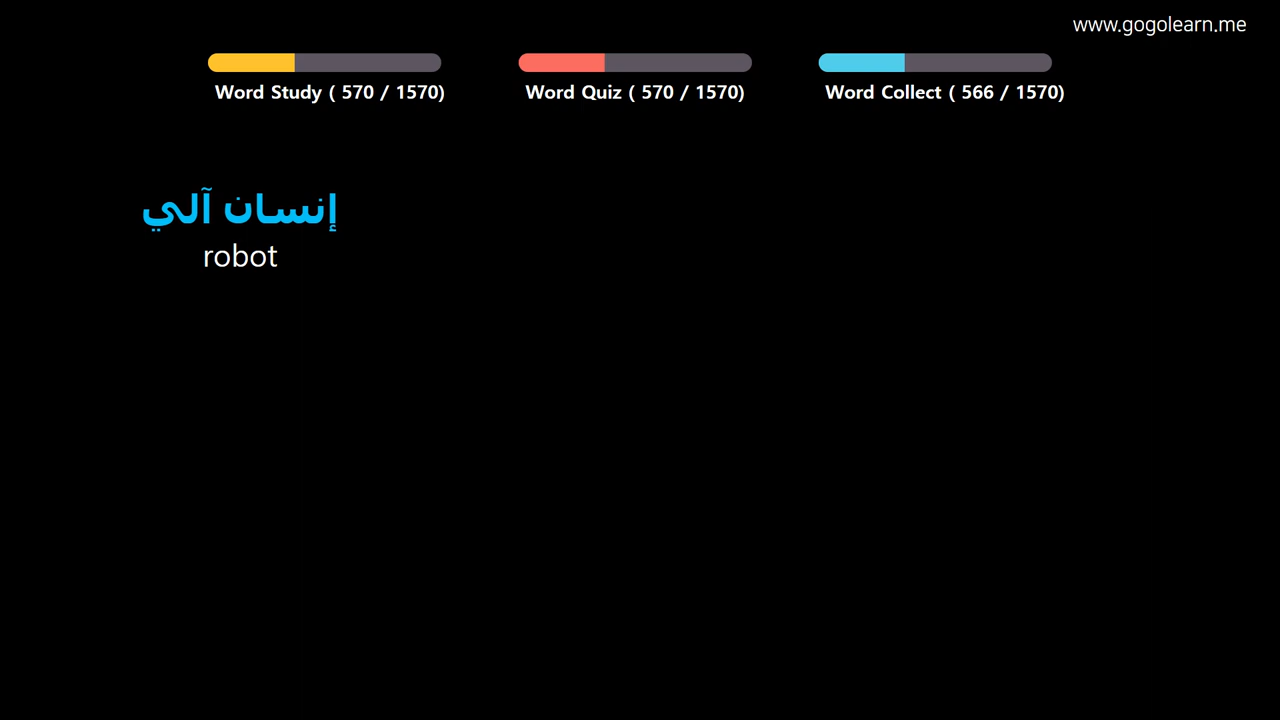 www.gogolearn.me
Word Study ( 570 / 1570)
Word Quiz ( 570 / 1570)
Word Collect ( 566 / 1570)
إنسان آلي
robot